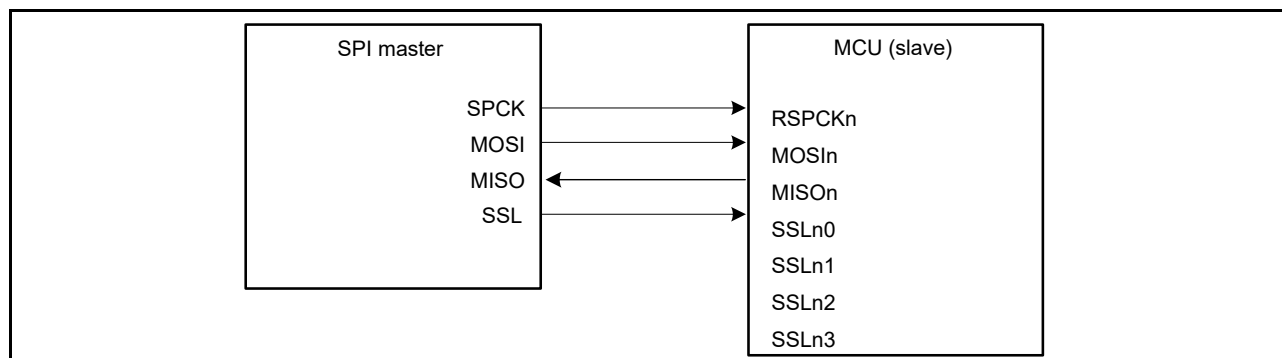 SPI master
SPCK
MOSI
MISO
SSL
MCU (slave)
RSPCKn
MOSIn
MISOn
SSLn0
SSLn1
SSLn2
SSLn3